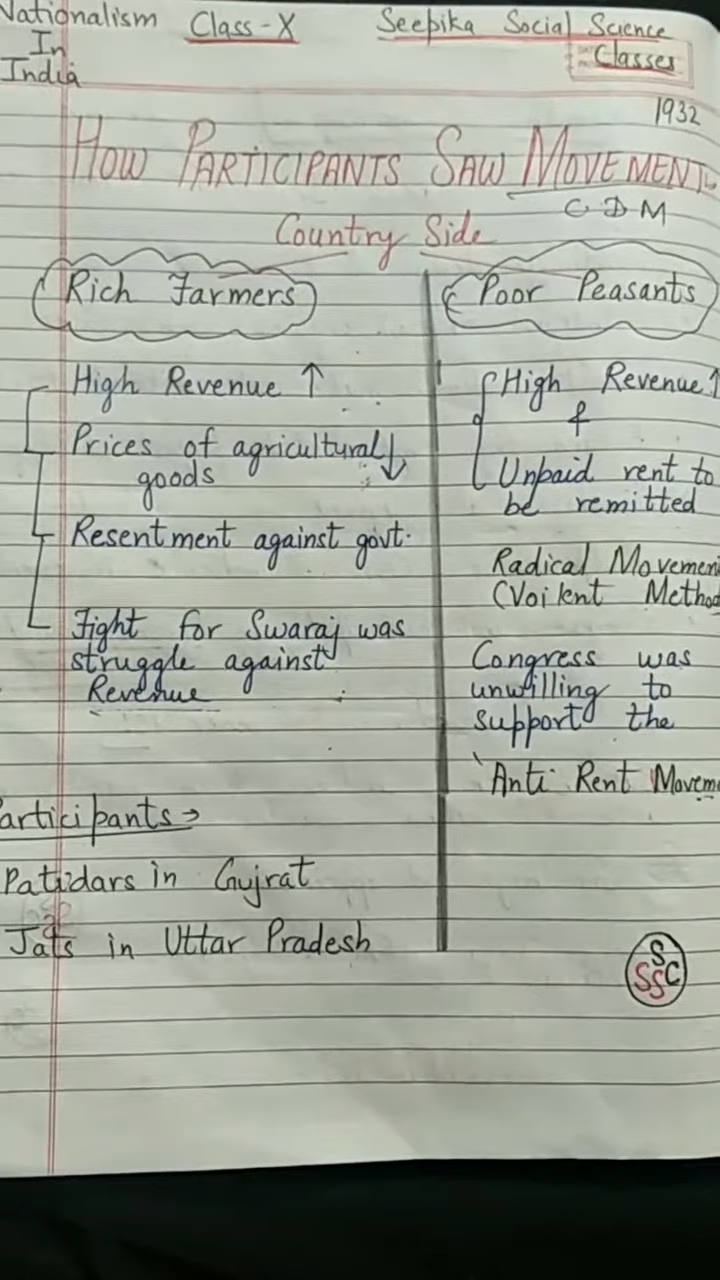 Nationalism
In
India
Class-X
Seepika Social Science
Classes
1932
HOW PARTICIPANTS SAW MOVEMENT
CDM
Country Side
Rich Farmers
High Revenue ↑
Prices of agricultural ↓
goods
Resentment against govt.
Fight for Swaraj was
struggle against
Revenue
articipants →
Patidars in Gujrat
Jats in Uttar Pradesh
Poor Peasants
High Revenue ↑
&
Unpaid rent to
be remitted
Radical Movemen
(Voilent Method
Congress was
unwilling to
support the
'Anti Rent Movem
S
SSC